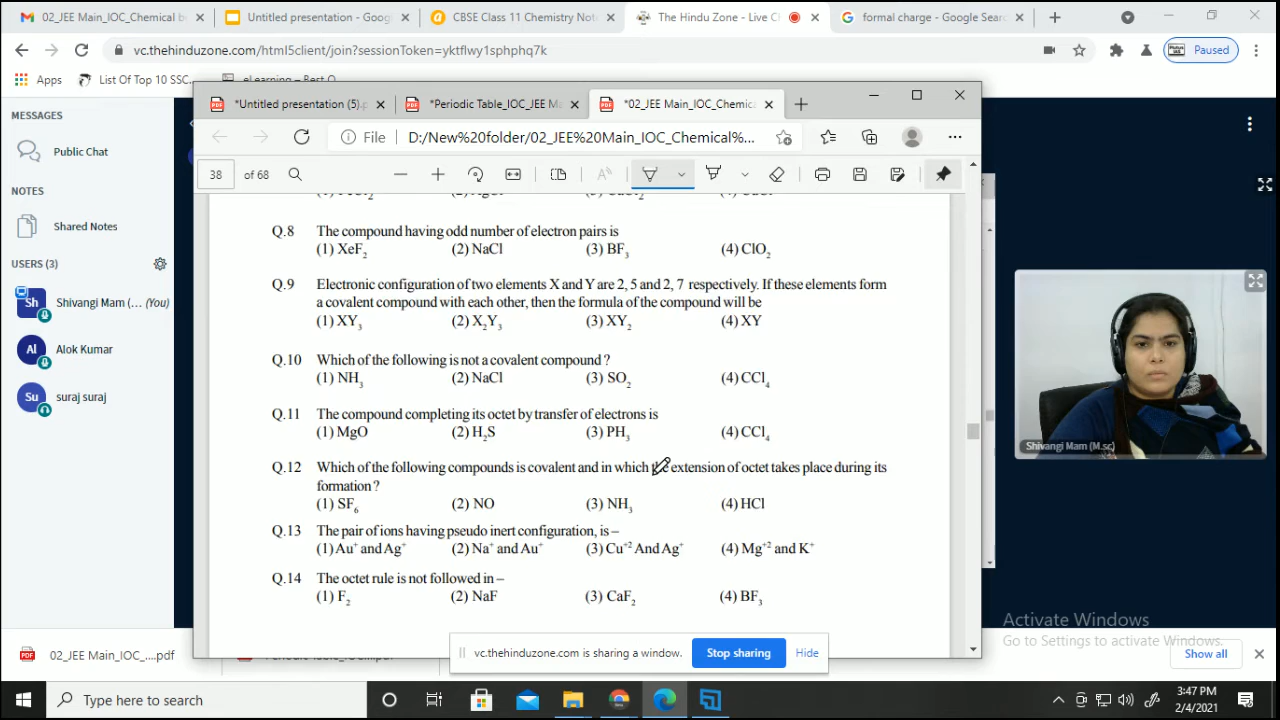 02_JEE Main_IOC_Chemical b
Untitled presentation - Goog
CBSE Class 11 Chemistry Note
The Hindu Zone - Live C
formal charge - Google Sear
vc.thehinduzone.com/html5client/join?sessionToken=yktflwy1sphphq7k
Paused
Apps
List Of Top 10 SSC...
eLearning – Best O
*Untitled presentation (5).p
*Periodic Table_IOC_JEE M
*02_JEE Main_IOC_Chemica
File
D:/New%20folder/02_JEE%20Main_IOC_Chemical%...
38 of 68
MESSAGES
Public Chat
NOTES
Shared Notes
USERS (3)
Sh Shivangi Mam (... (You)
Al Alok Kumar
Su suraj suraj
Q.8 The compound having odd number of electron pairs is
(1) XeF2 (2) NaCl (3) BF3 (4) ClO2
Q.9 Electronic configuration of two elements X and Y are 2, 5 and 2, 7 respectively. If these elements form
a covalent compound with each other, then the formula of the compound will be
(1) XY3 (2) X2Y3 (3) XY2 (4) XY
Q.10 Which of the following is not a covalent compound ?
(1) NH3 (2) NaCl (3) SO2 (4) CCl4
Q.11 The compound completing its octet by transfer of electrons is
(1) MgO (2) H2S (3) PH3 (4) CCl4
Q.12 Which of the following compounds is covalent and in which the extension of octet takes place during its
formation ?
(1) SF6 (2) NO (3) NH3 (4) HCl
Q.13 The pair of ions having pseudo inert configuration, is –
(1) Au+ and Ag+ (2) Na+ and Au+ (3) Cu+2 And Ag+ (4) Mg+2 and K+
Q.14 The octet rule is not followed in –
(1) F2 (2) NaF (3) CaF2 (4) BF3
Shivangi Mam (M.sc)
Activate Windows
Go to Settings to activate Windows.
vc.thehinduzone.com is sharing a window.
Stop sharing
Hide
02_JEE Main_IOC_....pdf
Show all
Type here to search
3:47 PM
2/4/2021